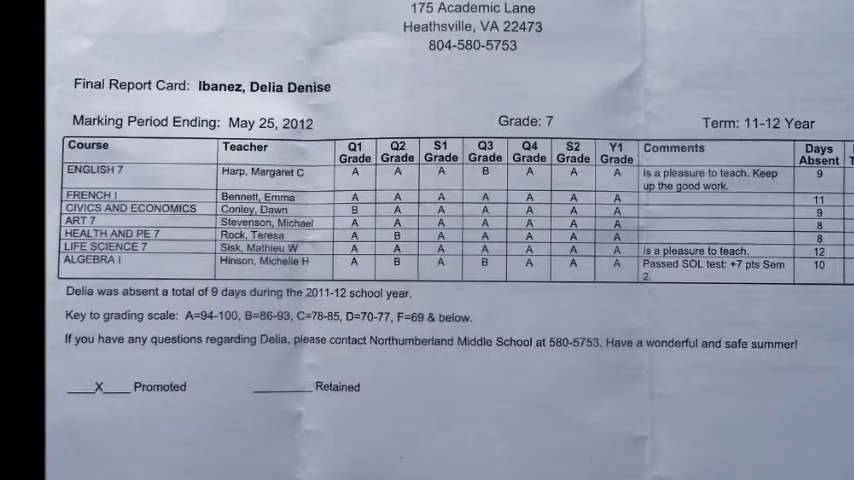 175 Academic Lane
Heathsville, VA 22473
804-580-5753
Final Report Card: Ibanez, Delia Denise
Marking Period Ending: May 25, 2012 Grade: 7 Term: 11-12 Year
Course Teacher Q1 Grade Q2 Grade S1 Grade Q3 Grade Q4 Grade S2 Grade Y1 Grade Comments Days Absent
ENGLISH 7 Harp, Margaret C A A A B A A A Is a pleasure to teach. Keep up the good work. 9
FRENCH I Bennett, Emma A A A A A A A 11
CIVICS AND ECONOMICS Conley, Dawn B A A A A A A 9
ART 7 Stevenson, Michael A A A A A A A 8
HEALTH AND PE 7 Rock, Teresa A B A A A A A 8
LIFE SCIENCE 7 Sisk, Mathieu W A A A A A A A Is a pleasure to teach. 12
ALGEBRA I Hinson, Michelle H A B A B A A A Passed SOL test: +7 pts Sem 2. 10
Delia was absent a total of 9 days during the 2011-12 school year.
Key to grading scale: A=94-100, B=86-93, C=78-85, D=70-77, F=69 & below.
If you have any questions regarding Delia, please contact Northumberland Middle School at 580-5753. Have a wonderful and safe summer!
____X____ Promoted _________ Retained